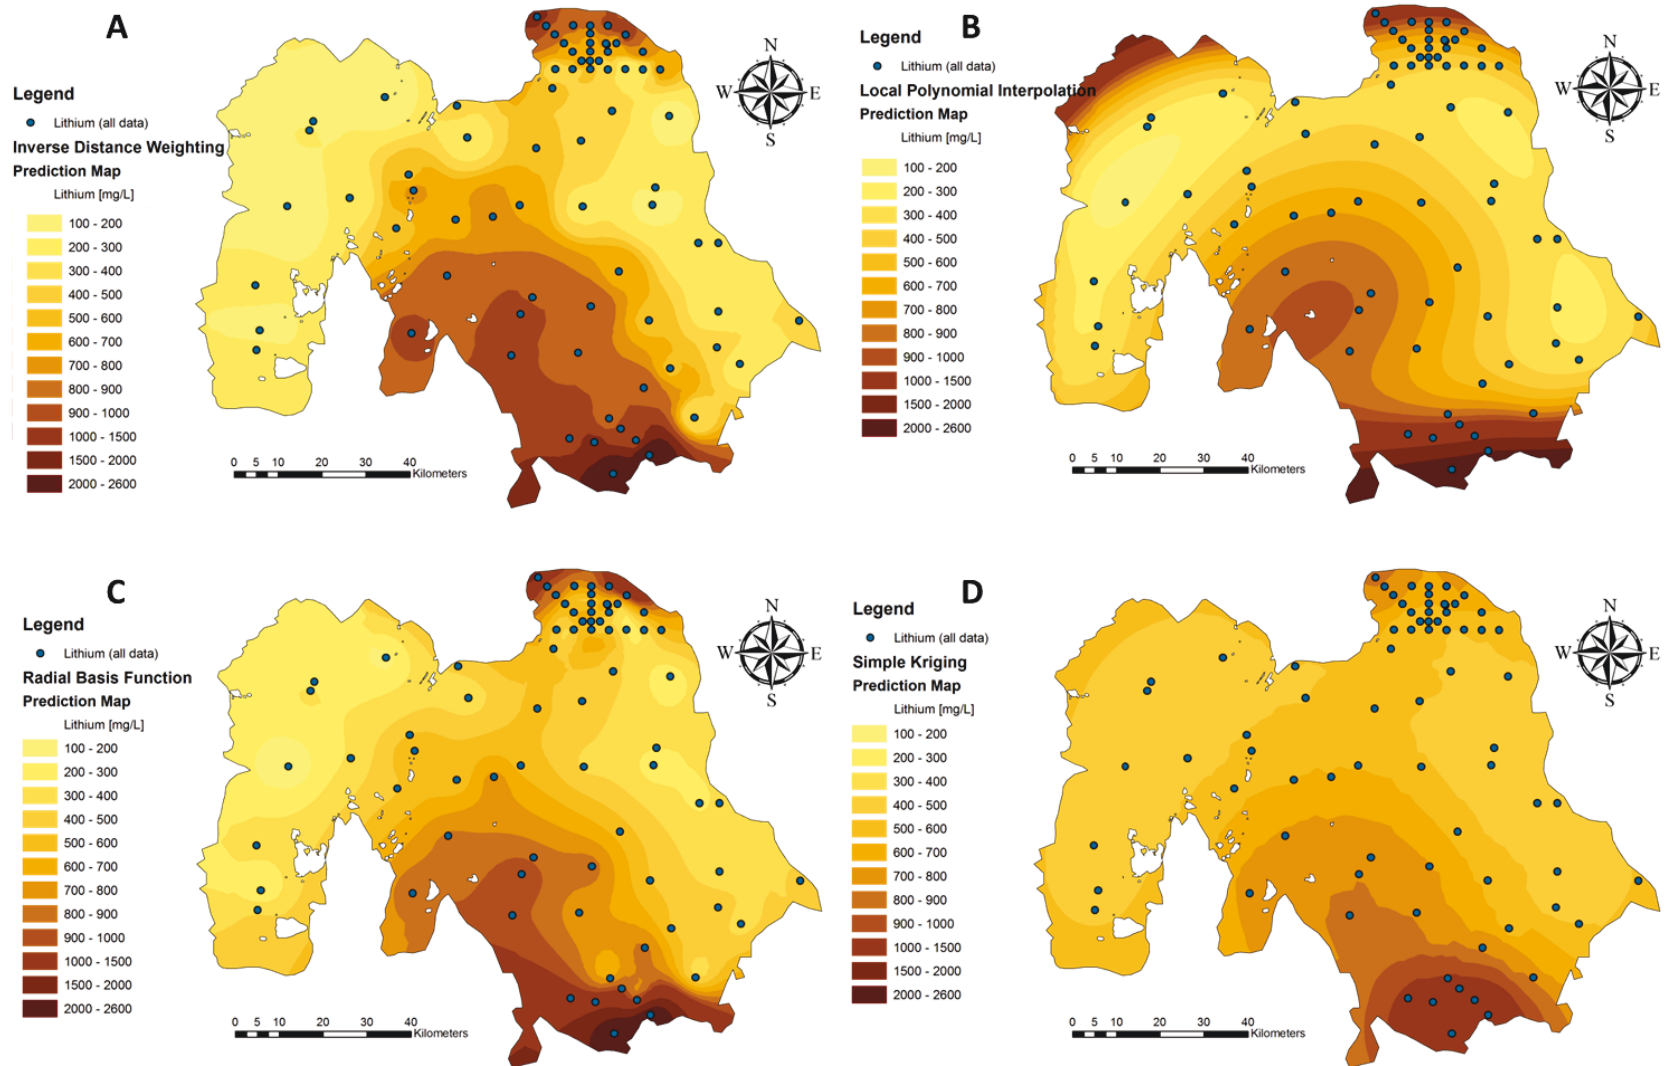 A
Legend
Lithium (all data)
Inverse Distance Weighting
Prediction Map
Lithium [mg/L]
100 - 200
200 - 300
300 - 400
400 - 500
500 - 600
600 - 700
700 - 800
800 - 900
900 - 1000
1000 - 1500
1500 - 2000
2000 - 2600
0 5 10 20 30 40
Kilometers
N
W E
S
B
Legend
Lithium (all data)
Local Polynomial Interpolation
Prediction Map
Lithium [mg/L]
100 - 200
200 - 300
300 - 400
400 - 500
500 - 600
600 - 700
700 - 800
800 - 900
900 - 1000
1000 - 1500
1500 - 2000
2000 - 2600
0 5 10 20 30 40
Kilometers
N
W E
S
C
Legend
Lithium (all data)
Radial Basis Function
Prediction Map
Lithium [mg/L]
100 - 200
200 - 300
300 - 400
400 - 500
500 - 600
600 - 700
700 - 800
800 - 900
900 - 1000
1000 - 1500
1500 - 2000
2000 - 2600
0 5 10 20 30 40
Kilometers
N
W E
S
D
Legend
Lithium (all data)
Simple Kriging
Prediction Map
Lithium [mg/L]
100 - 200
200 - 300
300 - 400
400 - 500
500 - 600
600 - 700
700 - 800
800 - 900
900 - 1000
1000 - 1500
1500 - 2000
2000 - 2600
0 5 10 20 30 40
Kilometers
N
W E
S